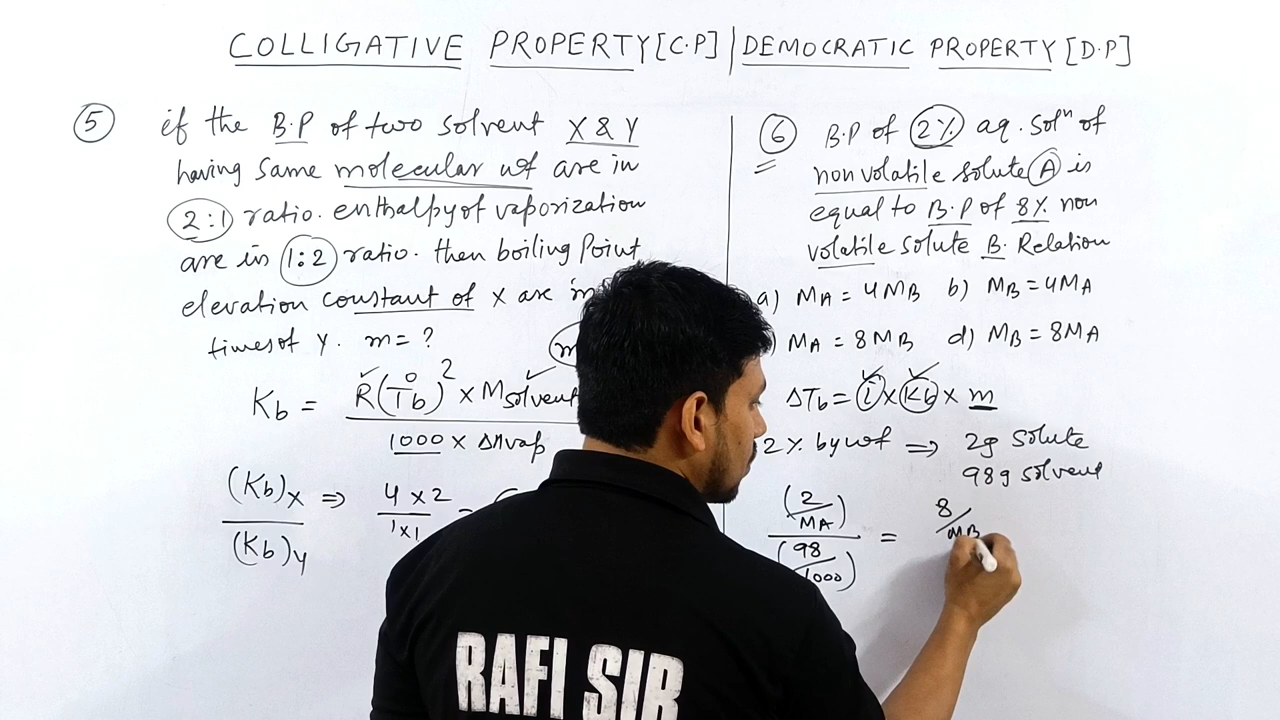 COLLIGATIVE PROPERTY [C.P] | DEMOCRATIC PROPERTY [D.P]
⑤ if the B.P of two solvent X & Y
having same molecular wt are in
2:1 ratio. enthalpy of vaporization
are in 1:2 ratio. then boiling Point
elevation constant of X are
times of Y. m = ?
m
Kb = R(T°b)² × Msolvent
1000 × ΔHvap
(Kb)X ⇒ 4 × 2 =
(Kb)Y 1×1
⑥ B.P of 2% aq. solⁿ of
non volatile solute A is
equal to B.P of 8% non
volatile solute B. Relation
a) MA = 4MB b) MB = 4MA
) MA = 8MB d) MB = 8MA
ΔTb = i × Kb × m
2% by wt ⇒ 2g solute
98g solvent
(2/MA) = 8/MB
(98/1000)
RAFI SIR